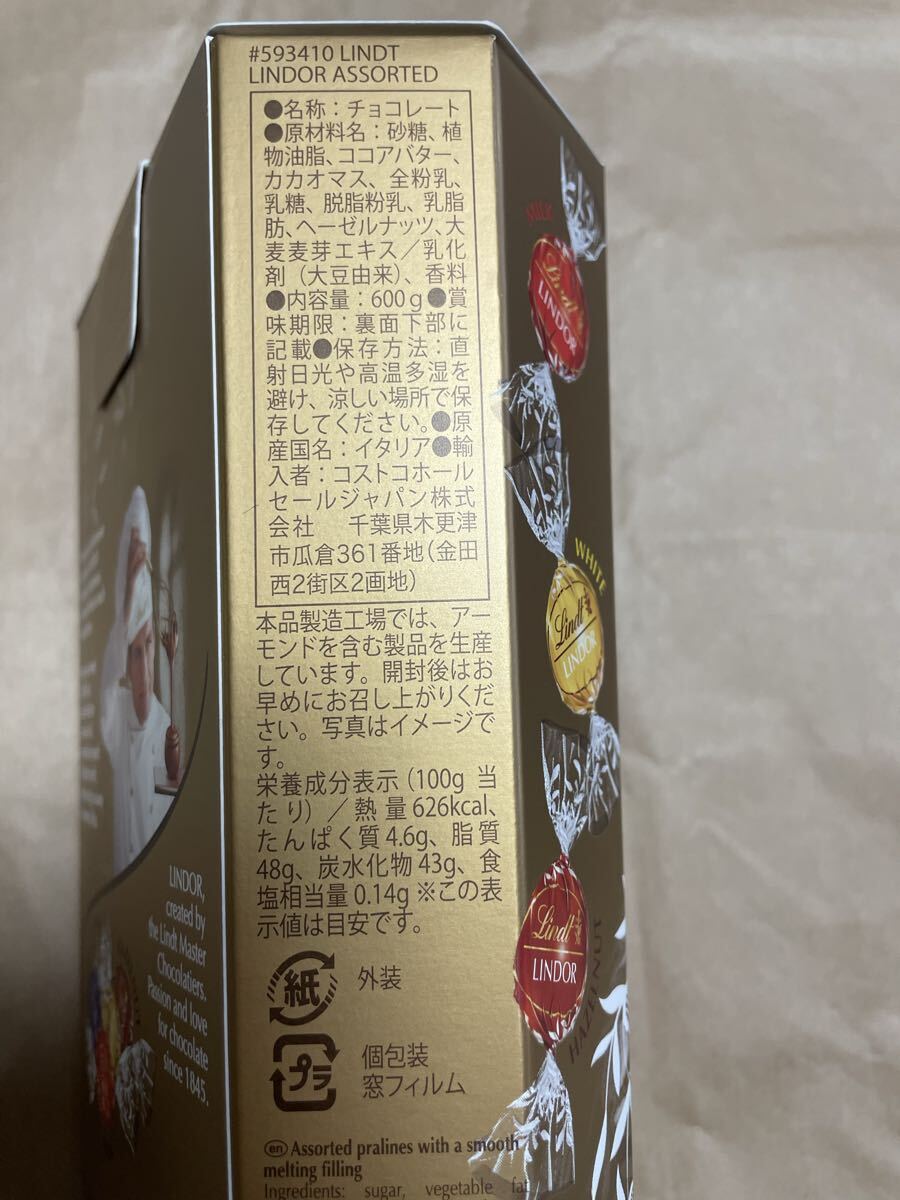 #593410 LINDT
LINDOR ASSORTED
●名称：チョコレート
●原材料名：砂糖、植
物油脂、ココアバター、
カカオマス、全粉乳、
乳糖、脱脂粉乳、乳脂
肪、ヘーゼルナッツ、大
麦麦芽エキス／乳化
剤（大豆由来）、香料
●内容量：600g●賞
味期限：裏面下部に
記載●保存方法：直
射日光や高温多湿を
避け、涼しい場所で保
存してください。●原
産国名：イタリア●輸
入者：コストコホール
セールジャパン株式
会社　千葉県木更津
市瓜倉361番地（金田
西2街区2画地）
本品製造工場では、アー
モンドを含む製品を生産
しています。開封後はお
早めにお召し上がりくだ
さい。写真はイメージで
す。
栄養成分表示（100g 当
たり）／熱量626kcal、
たんぱく質4.6g、脂質
48g、炭水化物43g、食
塩相当量 0.14g ※この表
示値は目安です。
紙 外装
プラ 個包装
窓フィルム
en Assorted pralines with a smooth
melting filling
Ingredients: sugar, vegetable fat
LINDOR,
created by
the Lindt Master
Chocolatiers.
Passion and love
for chocolate
since 1845.
MILK
Lindt
LINDOR
WHITE
Lindt
LINDOR
Lindt
LINDOR
HAZELNUT